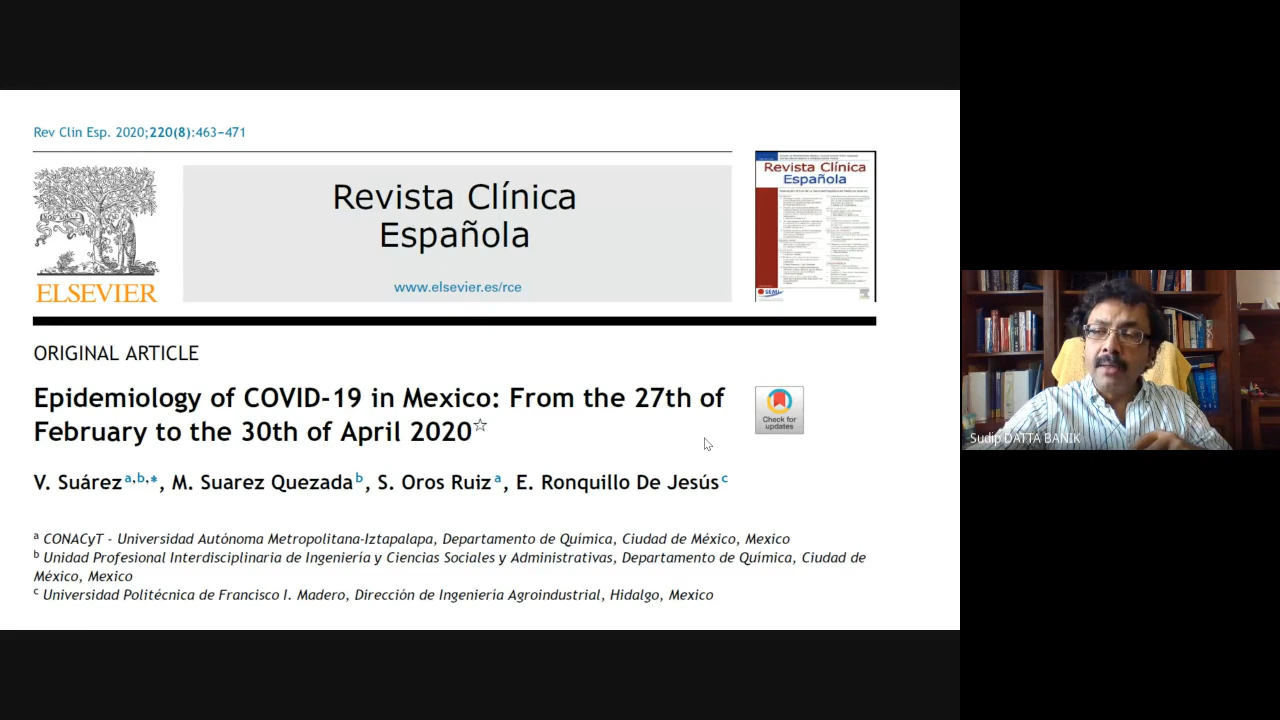 Rev Clin Esp. 2020;220(8):463−471
ELSEVIER
Revista Clínica
Española
www.elsevier.es/rce
Revista Clínica
Española
ORIGINAL ARTICLE
Epidemiology of COVID-19 in Mexico: From the 27th of
February to the 30th of April 2020☆
Check for
updates
V. Suárez a,b,*, M. Suarez Quezada b, S. Oros Ruiz a, E. Ronquillo De Jesús c
a CONACyT - Universidad Autónoma Metropolitana-Iztapalapa, Departamento de Química, Ciudad de México, Mexico
b Unidad Profesional Interdisciplinaria de Ingeniería y Ciencias Sociales y Administrativas, Departamento de Química, Ciudad de
México, Mexico
c Universidad Politécnica de Francisco I. Madero, Dirección de Ingenieria Agroindustrial, Hidalgo, Mexico
Sudip DATTA BANIK